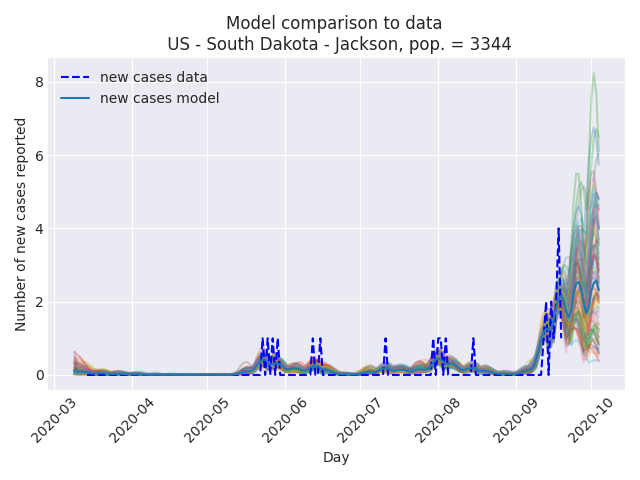 Model comparison to data
US - South Dakota - Jackson, pop. = 3344
new cases data
new cases model
Number of new cases reported
8
6
4
2
0
2020-03
2020-04
2020-05
2020-06
2020-07
2020-08
2020-09
2020-10
Day